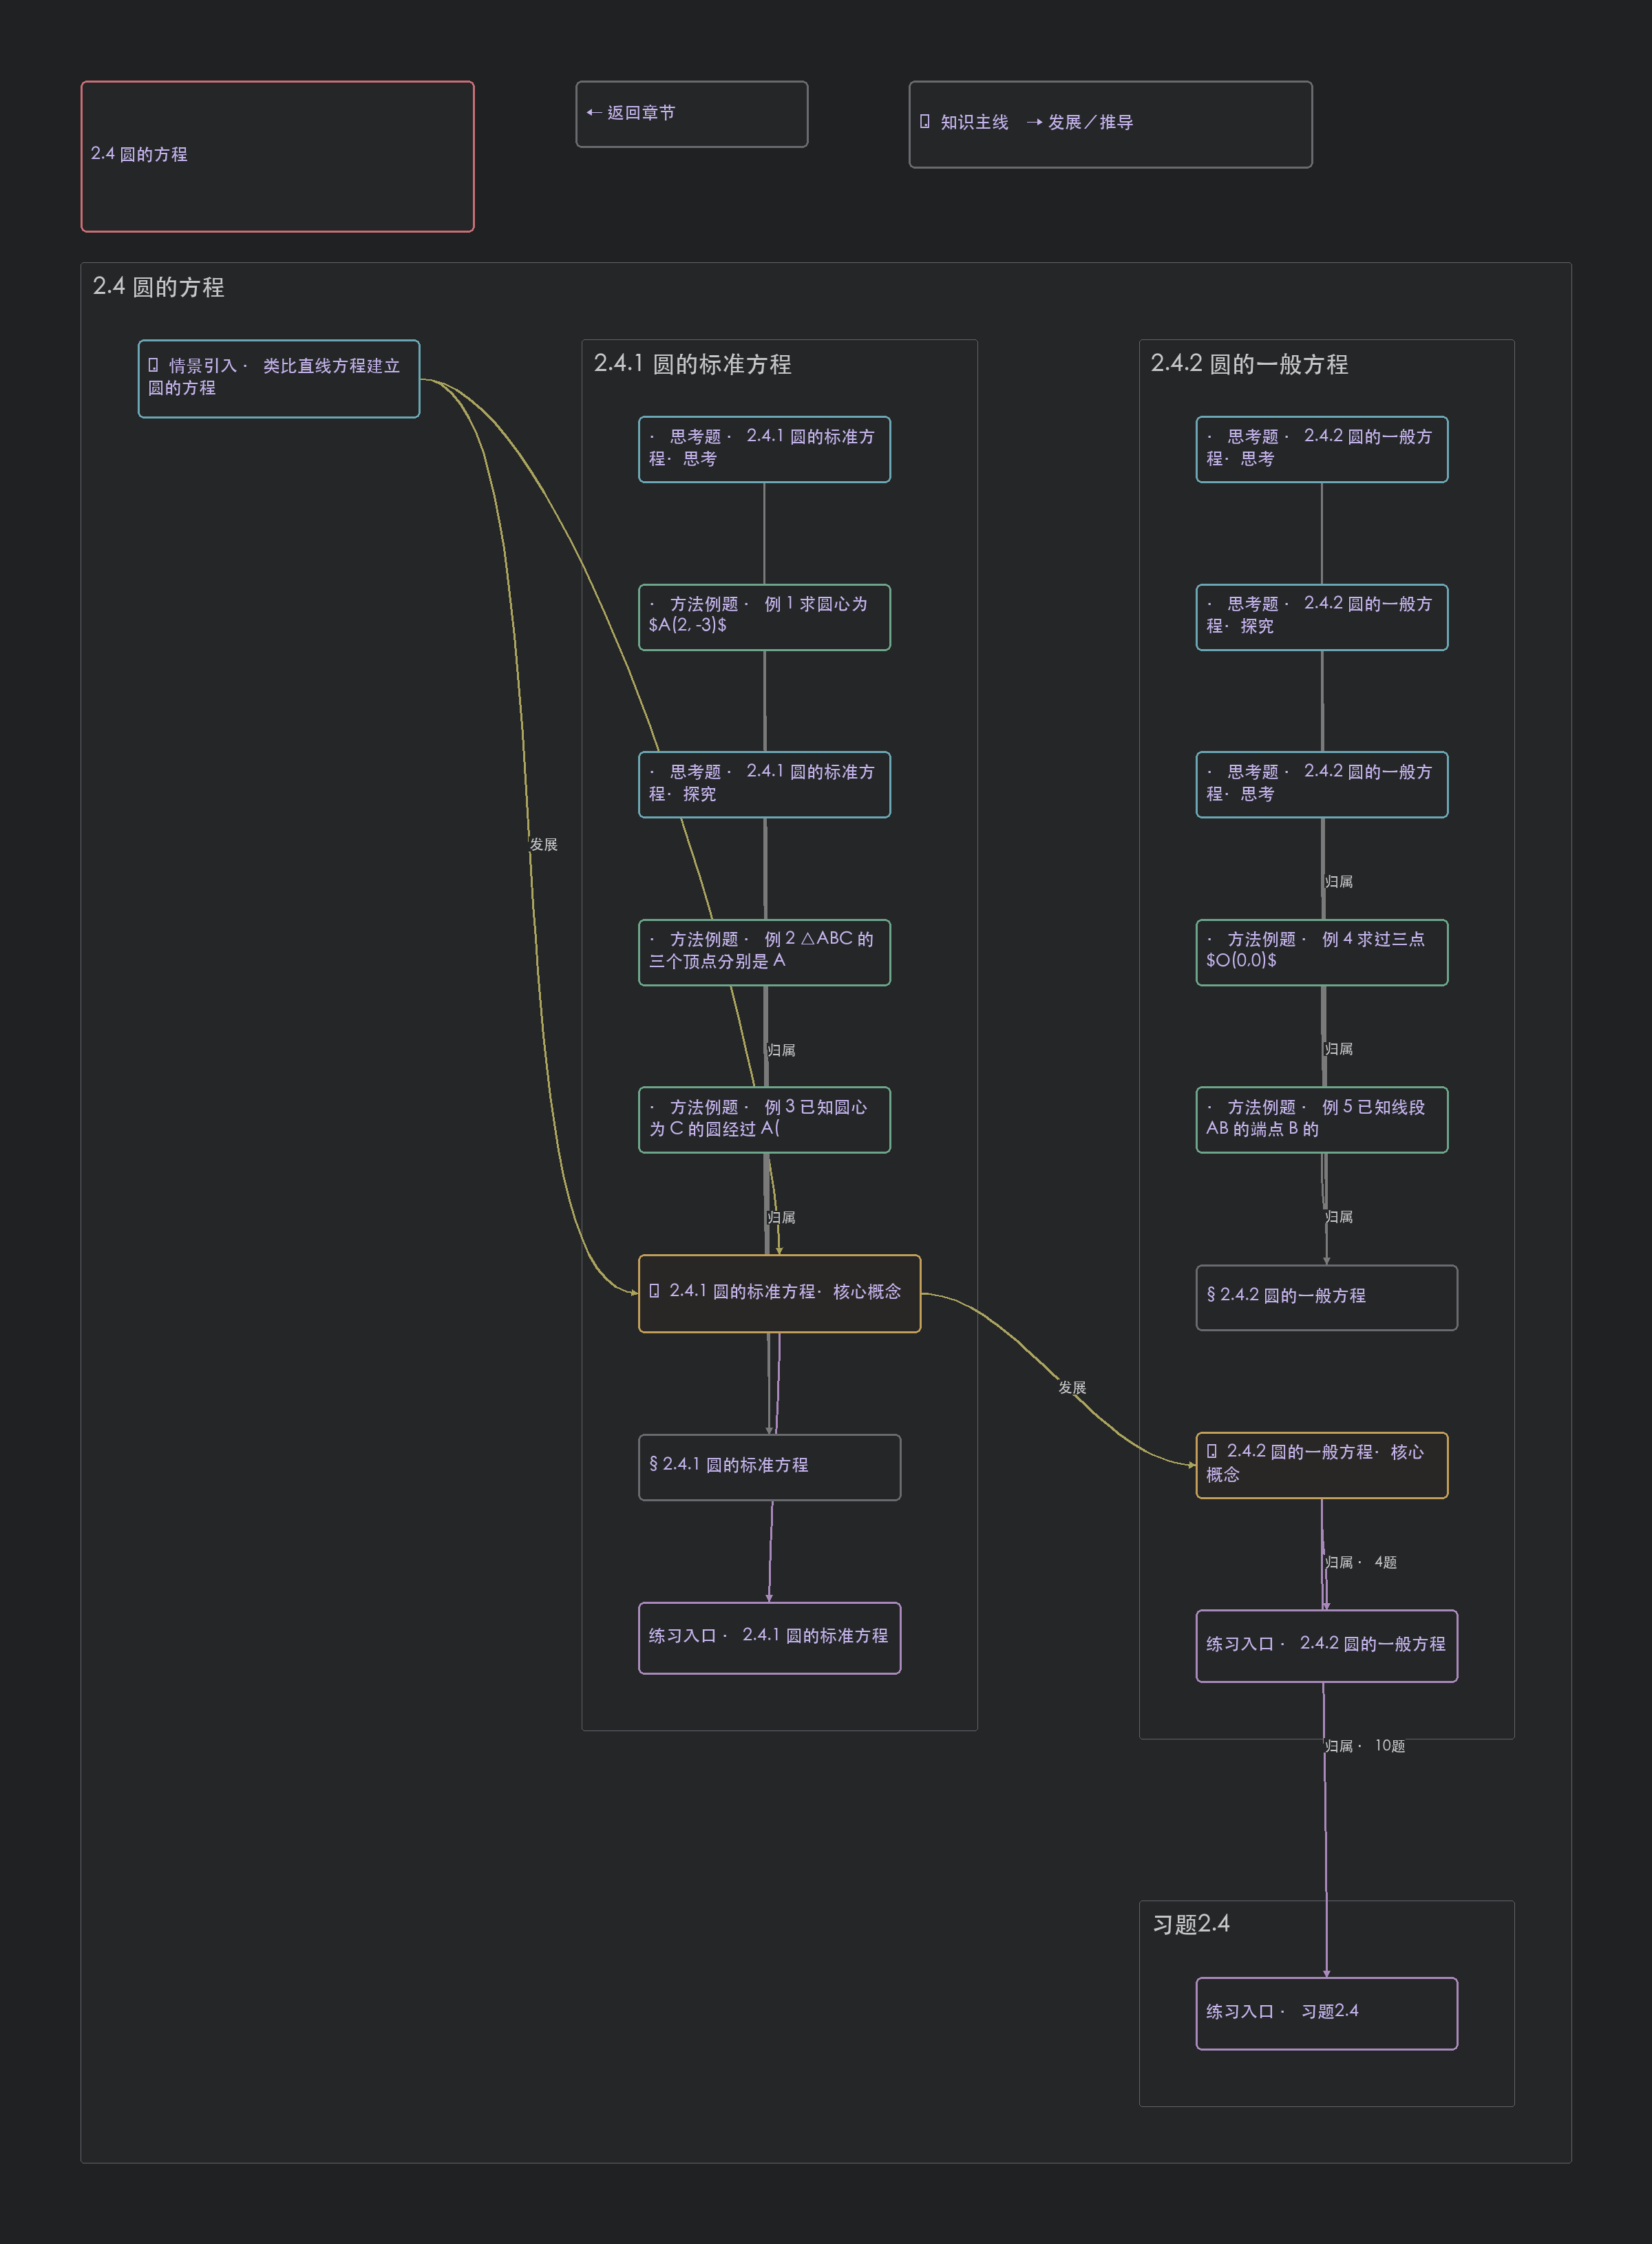 2.4 圆的方程
← 返回章节
知识主线 → 发展／推导
2.4 圆的方程
情景引入 · 类比直线方程建立
圆的方程
发展
2.4.1 圆的标准方程
· 思考题 · 2.4.1 圆的标准方
程 · 思考
· 方法例题 · 例 1 求圆心为
$A(2, -3)$
· 思考题 · 2.4.1 圆的标准方
程 · 探究
· 方法例题 · 例 2 △ABC 的
三个顶点分别是 A
归属
· 方法例题 · 例 3 已知圆心
为 C 的圆经过 A(
归属
2.4.1 圆的标准方程 · 核心概念
§ 2.4.1 圆的标准方程
练习入口 · 2.4.1 圆的标准方程
发展
2.4.2 圆的一般方程
· 思考题 · 2.4.2 圆的一般方
程 · 思考
· 思考题 · 2.4.2 圆的一般方
程 · 探究
· 思考题 · 2.4.2 圆的一般方
程 · 思考
归属
· 方法例题 · 例 4 求过三点
$O(0,0)$
归属
· 方法例题 · 例 5 已知线段
AB 的端点 B 的
归属
§ 2.4.2 圆的一般方程
2.4.2 圆的一般方程 · 核心
概念
归属 · 4题
练习入口 · 2.4.2 圆的一般方程
归属 · 10题
习题2.4
练习入口 · 习题2.4